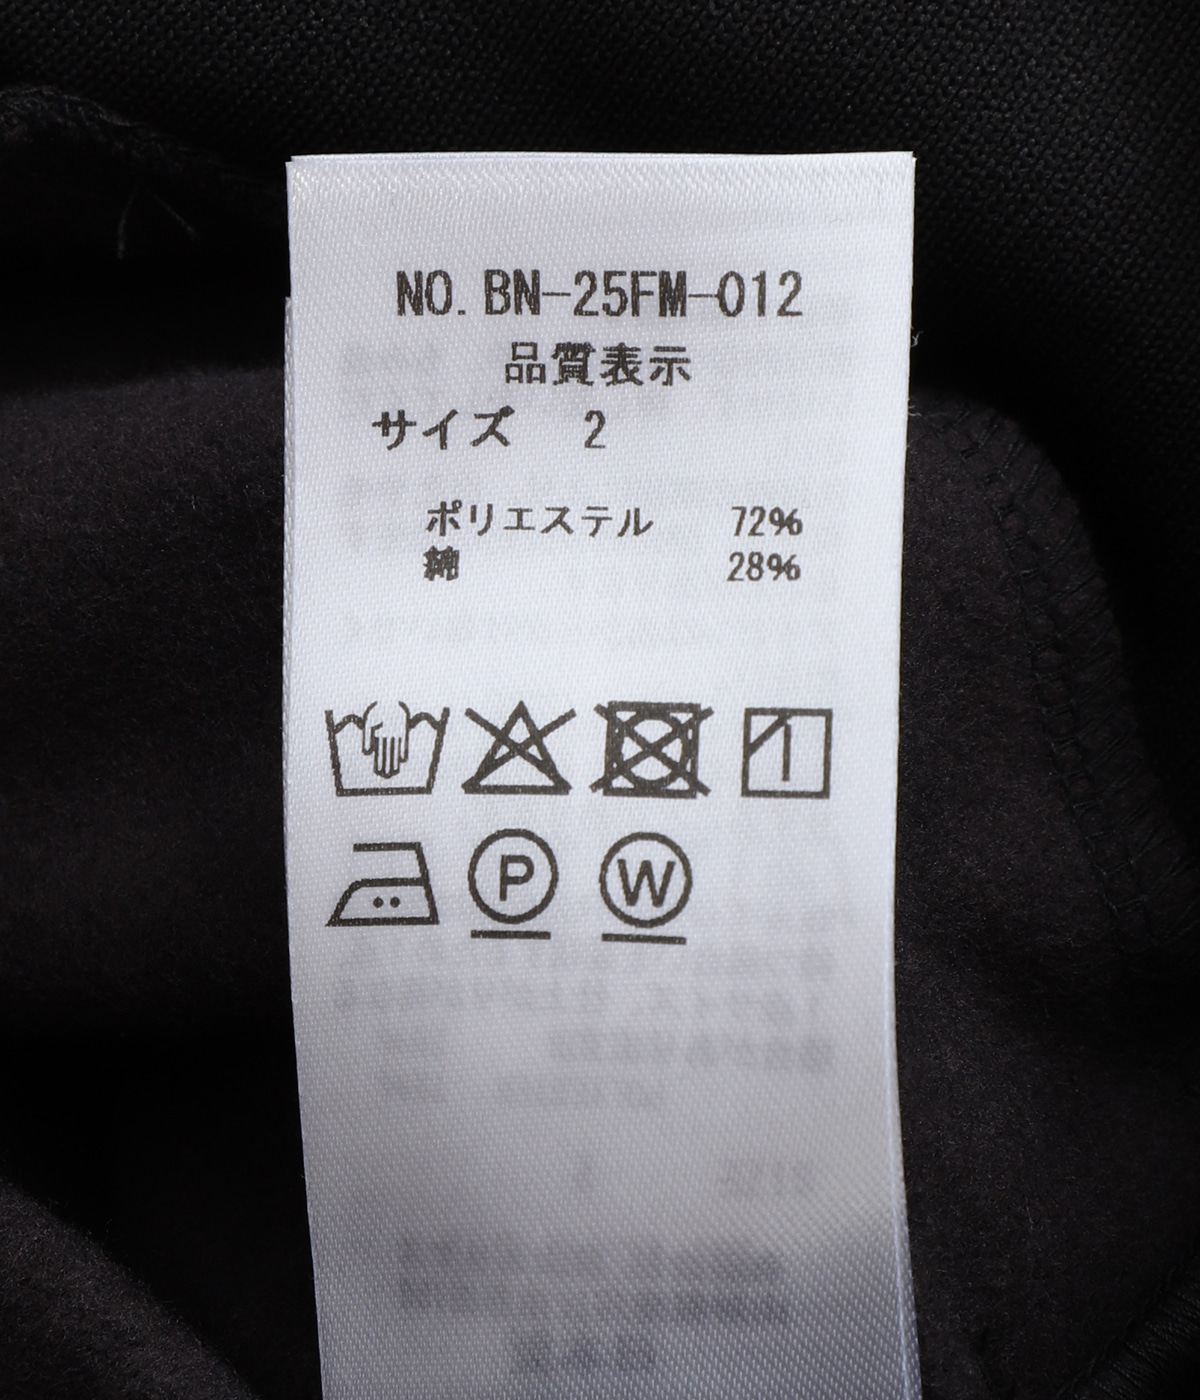 NO. BN-25FM-012
品質表示
サイズ 2
ポリエステル 72%
綿 28%
P W